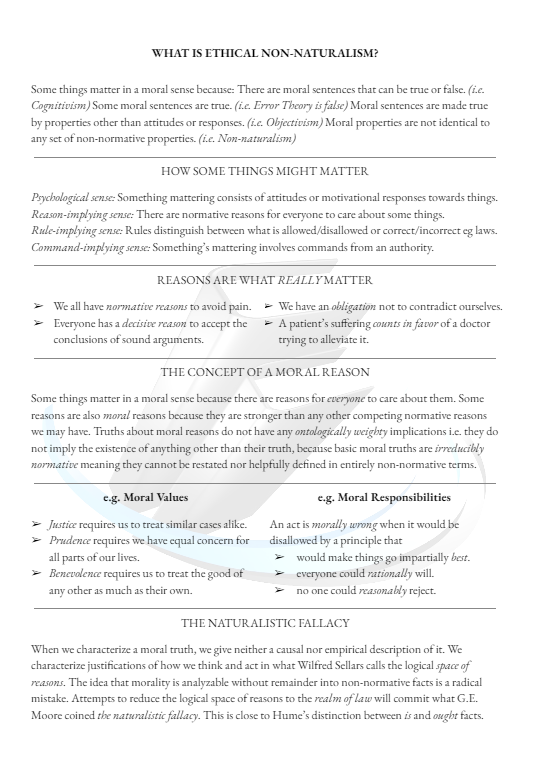 WHAT IS ETHICAL NON-NATURALISM?
Some things matter in a moral sense because: There are moral sentences that can be true or false. (i.e.
Cognitivism) Some moral sentences are true. (i.e. Error Theory is false) Moral sentences are made true
by properties other than attitudes or responses. (i.e. Objectivism) Moral properties are not identical to
any set of non-normative properties. (i.e. Non-naturalism)
HOW SOME THINGS MIGHT MATTER
Psychological sense: Something mattering consists of attitudes or motivational responses towards things.
Reason-implying sense: There are normative reasons for everyone to care about some things.
Rule-implying sense: Rules distinguish between what is allowed/disallowed or correct/incorrect eg laws.
Command-implying sense: Something's mattering involves commands from an authority.
REASONS ARE WHAT REALLY MATTER
➢ We all have normative reasons to avoid pain.
➢ Everyone has a decisive reason to accept the
conclusions of sound arguments.
➢ We have an obligation not to contradict ourselves.
➢ A patient's suffering counts in favor of a doctor
trying to alleviate it.
THE CONCEPT OF A MORAL REASON
Some things matter in a moral sense because there are reasons for everyone to care about them. Some
reasons are also moral reasons because they are stronger than any other competing normative reasons
we may have. Truths about moral reasons do not have any ontologically weighty implications i.e. they do
not imply the existence of anything other than their truth, because basic moral truths are irreducibly
normative meaning they cannot be restated nor helpfully defined in entirely non-normative terms.
e.g. Moral Values
➢ Justice requires us to treat similar cases alike.
➢ Prudence requires we have equal concern for
all parts of our lives.
➢ Benevolence requires us to treat the good of
any other as much as their own.
e.g. Moral Responsibilities
An act is morally wrong when it would be
disallowed by a principle that
➢ would make things go impartially best.
➢ everyone could rationally will.
➢ no one could reasonably reject.
THE NATURALISTIC FALLACY
When we characterize a moral truth, we give neither a causal nor empirical description of it. We
characterize justifications of how we think and act in what Wilfred Sellars calls the logical space of
reasons. The idea that morality is analyzable without remainder into non-normative facts is a radical
mistake. Attempts to reduce the logical space of reasons to the realm of law will commit what G.E.
Moore coined the naturalistic fallacy. This is close to Hume's distinction between is and ought facts.